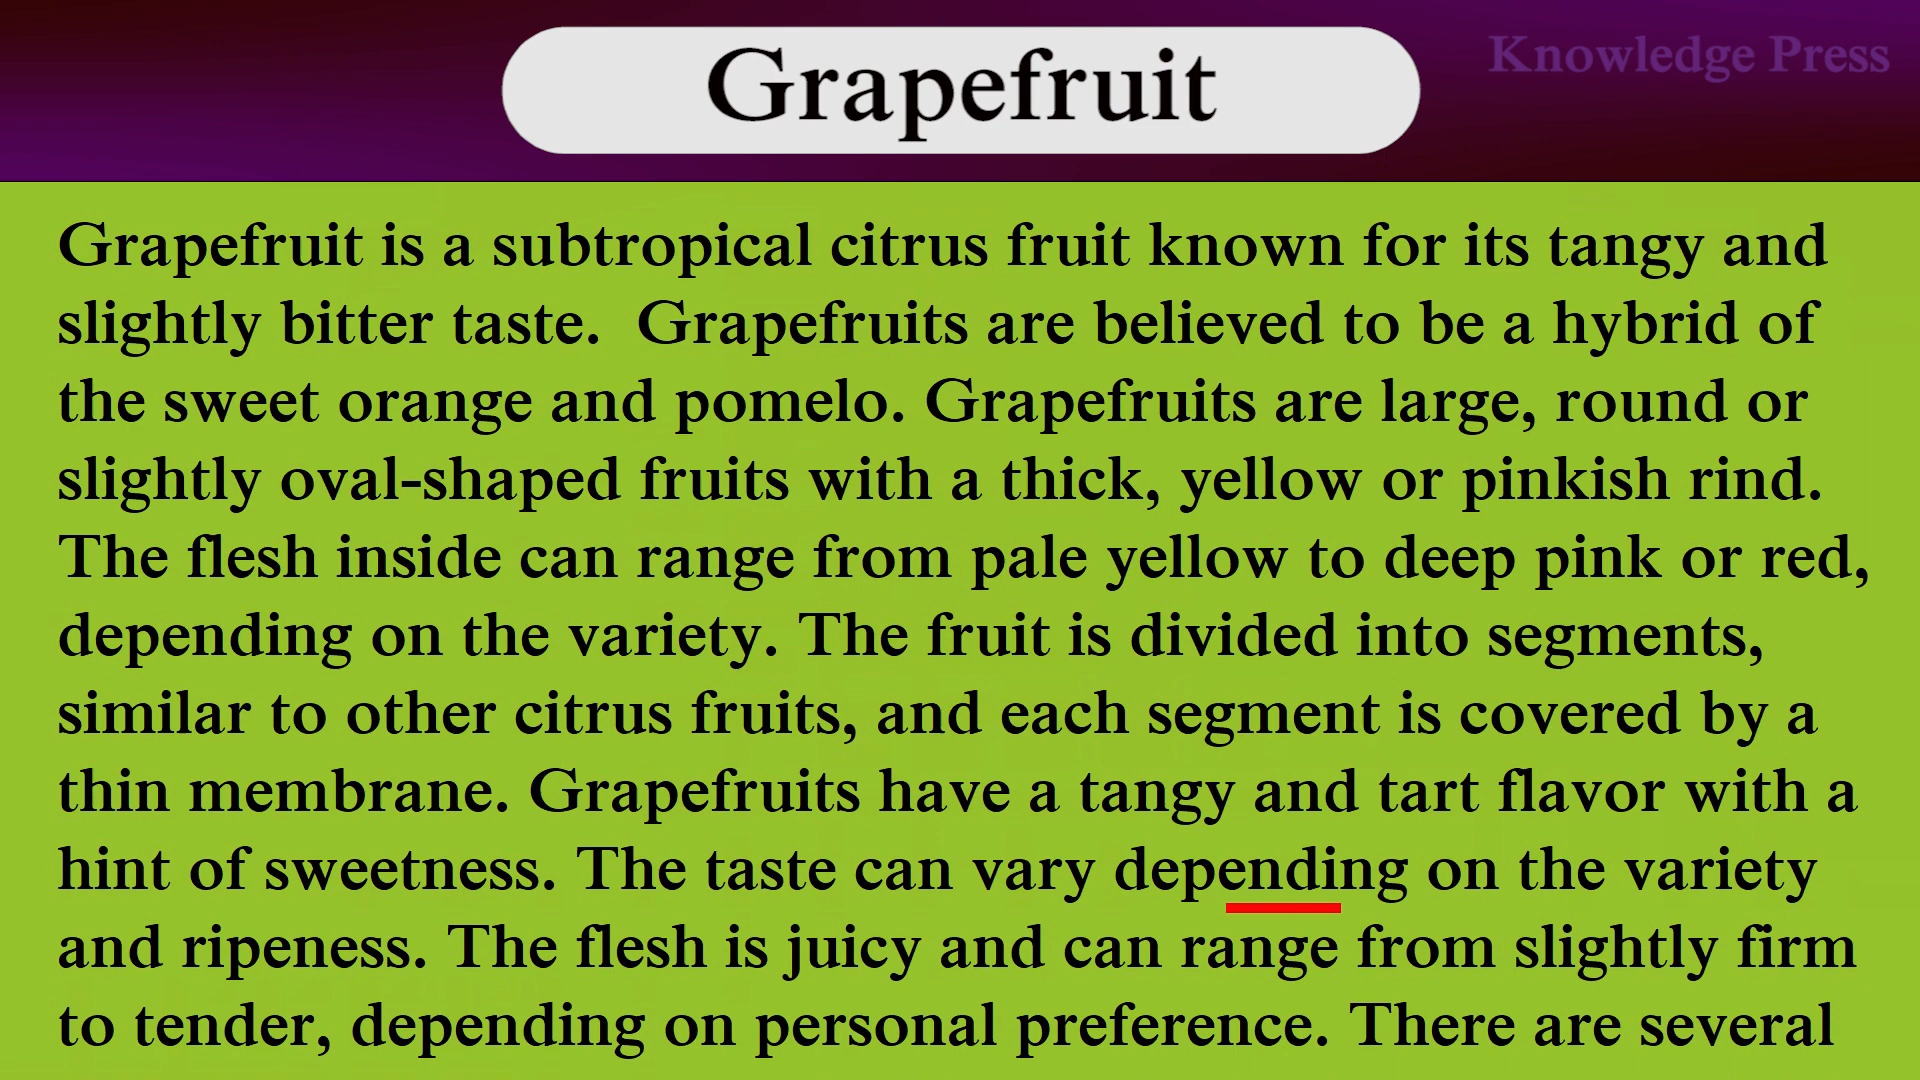 Grapefruit
Knowledge Press
Grapefruit is a subtropical citrus fruit known for its tangy and
slightly bitter taste.  Grapefruits are believed to be a hybrid of
the sweet orange and pomelo. Grapefruits are large, round or
slightly oval-shaped fruits with a thick, yellow or pinkish rind.
The flesh inside can range from pale yellow to deep pink or red,
depending on the variety. The fruit is divided into segments,
similar to other citrus fruits, and each segment is covered by a
thin membrane. Grapefruits have a tangy and tart flavor with a
hint of sweetness. The taste can vary depending on the variety
and ripeness. The flesh is juicy and can range from slightly firm
to tender, depending on personal preference. There are several